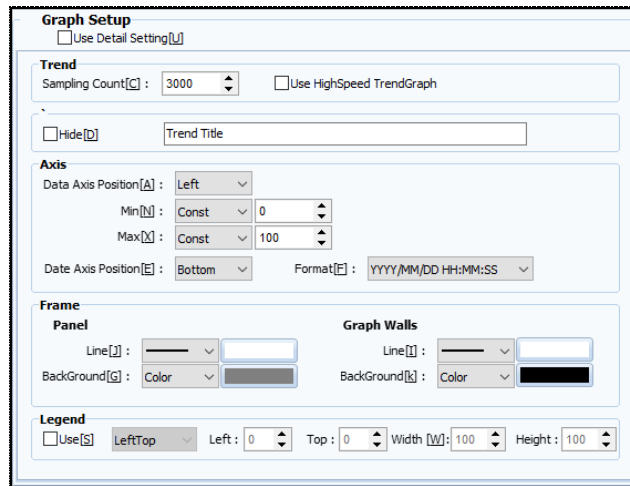 Graph Setup
Use Detail Setting[U]
Trend
Sampling Count[C] : 3000 Use HighSpeed TrendGraph
Hide[D] Trend Title
Axis
Data Axis Position[A] : Left
Min[N] : Const 0
Max[X] : Const 100
Date Axis Position[E] : Bottom Format[F] : YYYY/MM/DD HH:MM:SS
Frame
Panel Graph Walls
Line[J] : Line[I] :
BackGround[G] : Color BackGround[k] : Color
Legend
Use[S] LeftTop Left : 0 Top : 0 Width [W]: 100 Height : 100